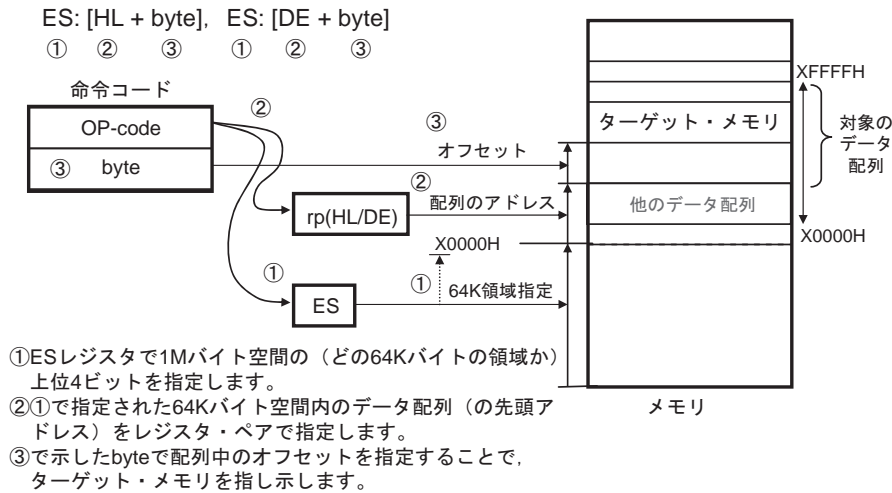 ES: [HL + byte], ES: [DE + byte]
① ② ③ ① ② ③
命令コード
OP-code
③ byte
②
③
オフセット
②
rp(HL/DE)
配列のアドレス
X0000H
①
①
64K領域指定
ES
XFFFFH
ターゲット・メモリ
対象の
データ
配列
他のデータ配列
X0000H
メモリ
①ESレジスタで1Mバイト空間の（どの64Kバイトの領域か）
上位4ビットを指定します。
②①で指定された64Kバイト空間内のデータ配列（の先頭ア
ドレス）をレジスタ・ペアで指定します。
③で示したbyteで配列中のオフセットを指定することで，
ターゲット・メモリを指し示します。